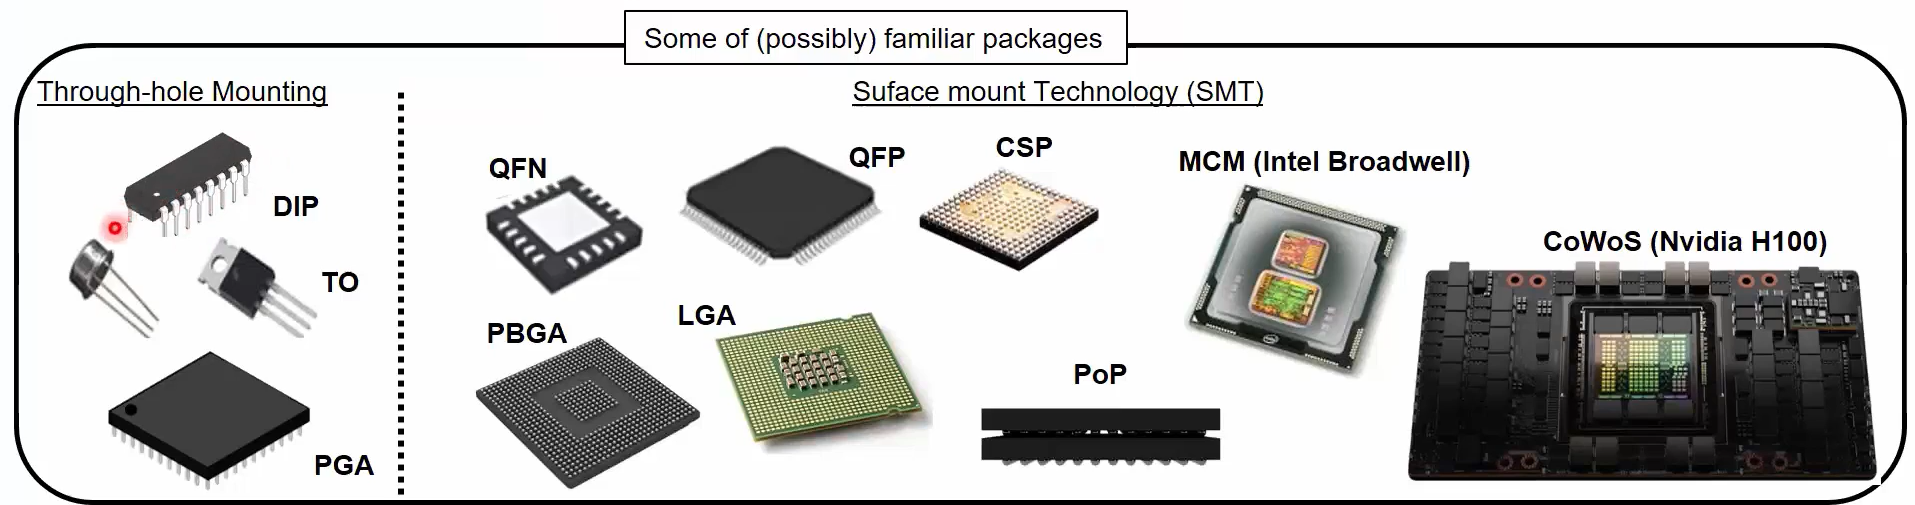 Some of (possibly) familiar packages
Through-hole Mounting
Suface mount Technology (SMT)
DIP
TO
PGA
QFN
QFP
CSP
MCM (Intel Broadwell)
CoWoS (Nvidia H100)
PBGA
LGA
PoP